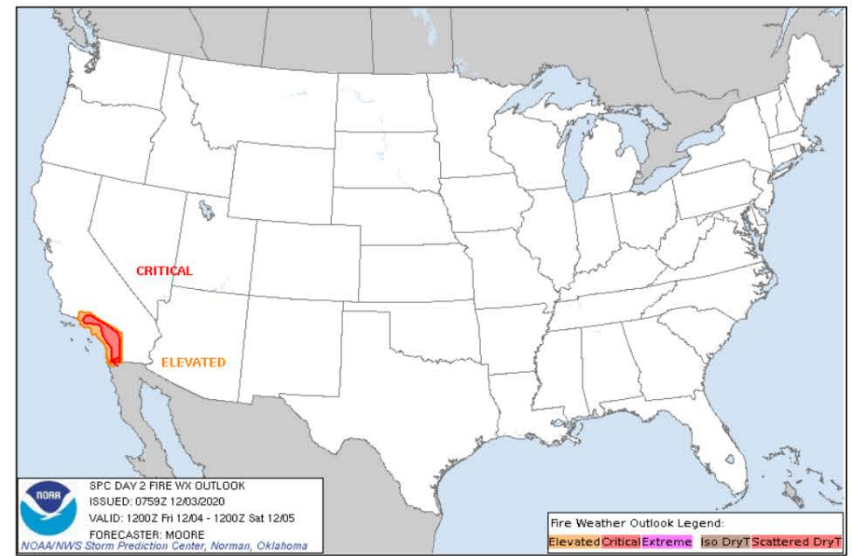 CRITICAL
ELEVATED
NOAA
SPC DAY 2 FIRE WX OUTLOOK
ISSUED: 0759Z 12/03/2020
VALID: 1200Z Fri 12/04 - 1200Z Sat 12/05
FORECASTER: MOORE
NOAA/NWS Storm Prediction Center, Norman, Oklahoma
Fire Weather Outlook Legend:
Elevated Critical Extreme Iso DryT Scattered DryT